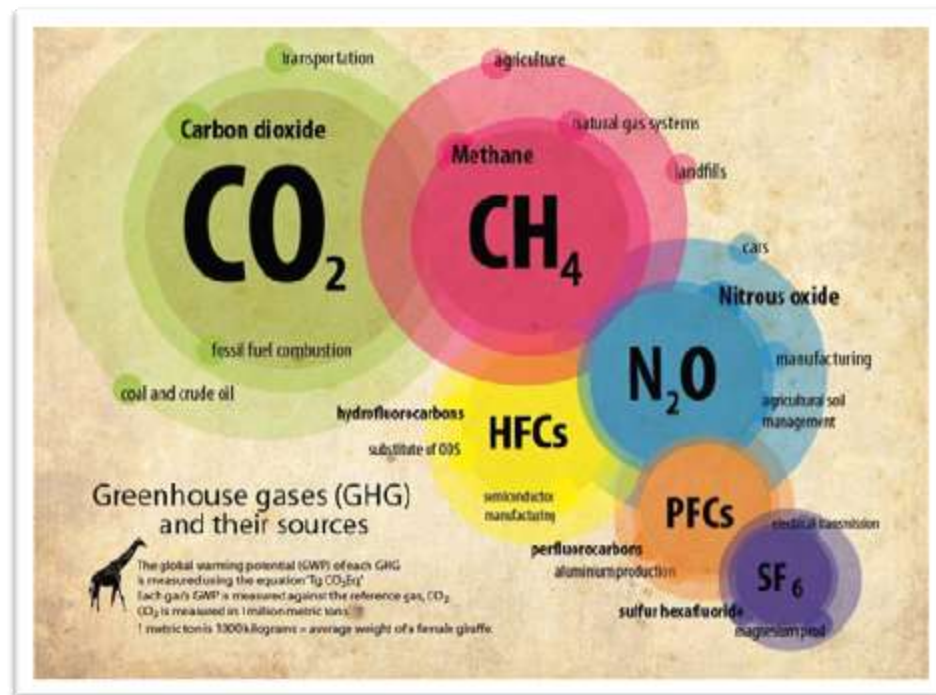 transportation
Carbon dioxide
CO₂
fossil fuel combustion
coal and crude oil
agriculture
natural gas systems
Methane
landfills
CH₄
cars
Nitrous oxide
N₂O
manufacturing
agricultural soil
management
hydrofluorocarbons
HFCs
substitute of ODS
semiconductor
manufacturing
PFCs
perfluorocarbons
aluminium production
electrical transmission
SF₆
sulfur hexafluoride
magnesium prod
Greenhouse gases (GHG)
and their sources
The global warming potential (GWP) of each GHG
is measured using the equation "Tg CO₂Eq"
Each gas's GWP is measured against the reference gas, CO₂
CO₂ is measured in 1 million metric tons
1 metric ton is 1000 kilograms = average weight of a female giraffe.